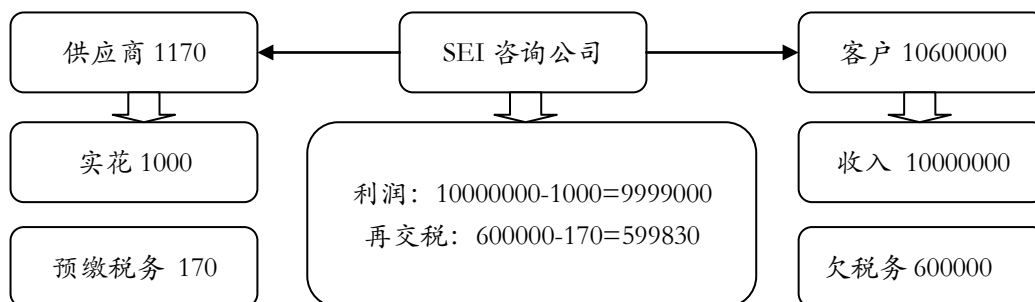 供应商 1170
SEI 咨询公司
客户 10600000
实花 1000
利润：10000000-1000=9999000
再交税：600000-170=599830
收入 10000000
预缴税务 170
欠税务 600000